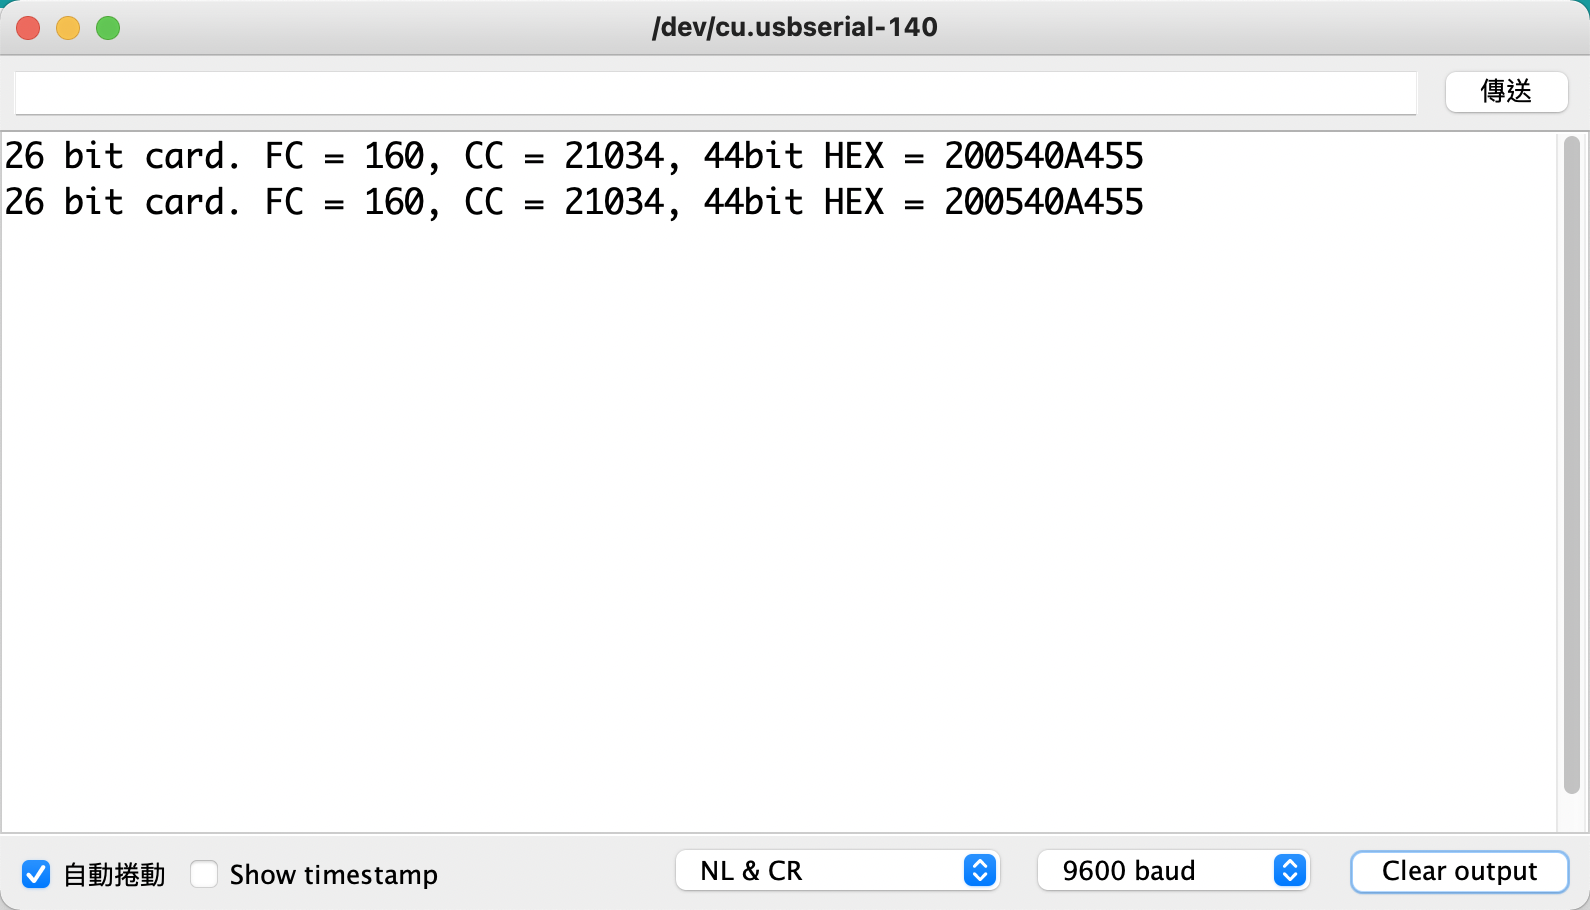 /dev/cu.usbserial-140
傳送
26 bit card. FC = 160, CC = 21034, 44bit HEX = 200540A455
26 bit card. FC = 160, CC = 21034, 44bit HEX = 200540A455
自動捲動 Show timestamp NL & CR 9600 baud Clear output